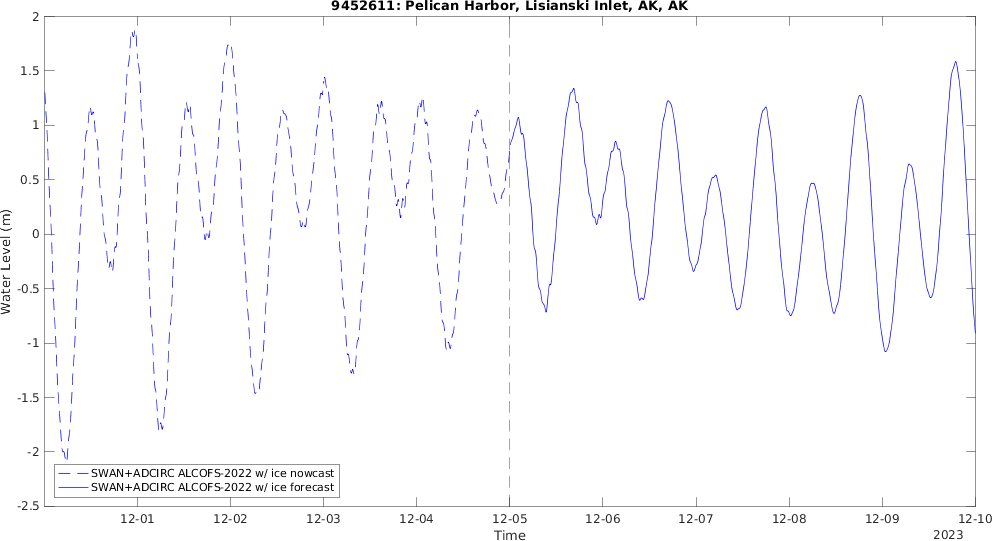 9452611: Pelican Harbor, Lisianski Inlet, AK, AK
2
1.5
1
0.5
0
-0.5
-1
-1.5
-2
-2.5
Water Level (m)
SWAN+ADCIRC ALCOFS-2022 w/ ice nowcast
SWAN+ADCIRC ALCOFS-2022 w/ ice forecast
12-01 12-02 12-03 12-04 12-05 12-06 12-07 12-08 12-09 12-10
Time
2023